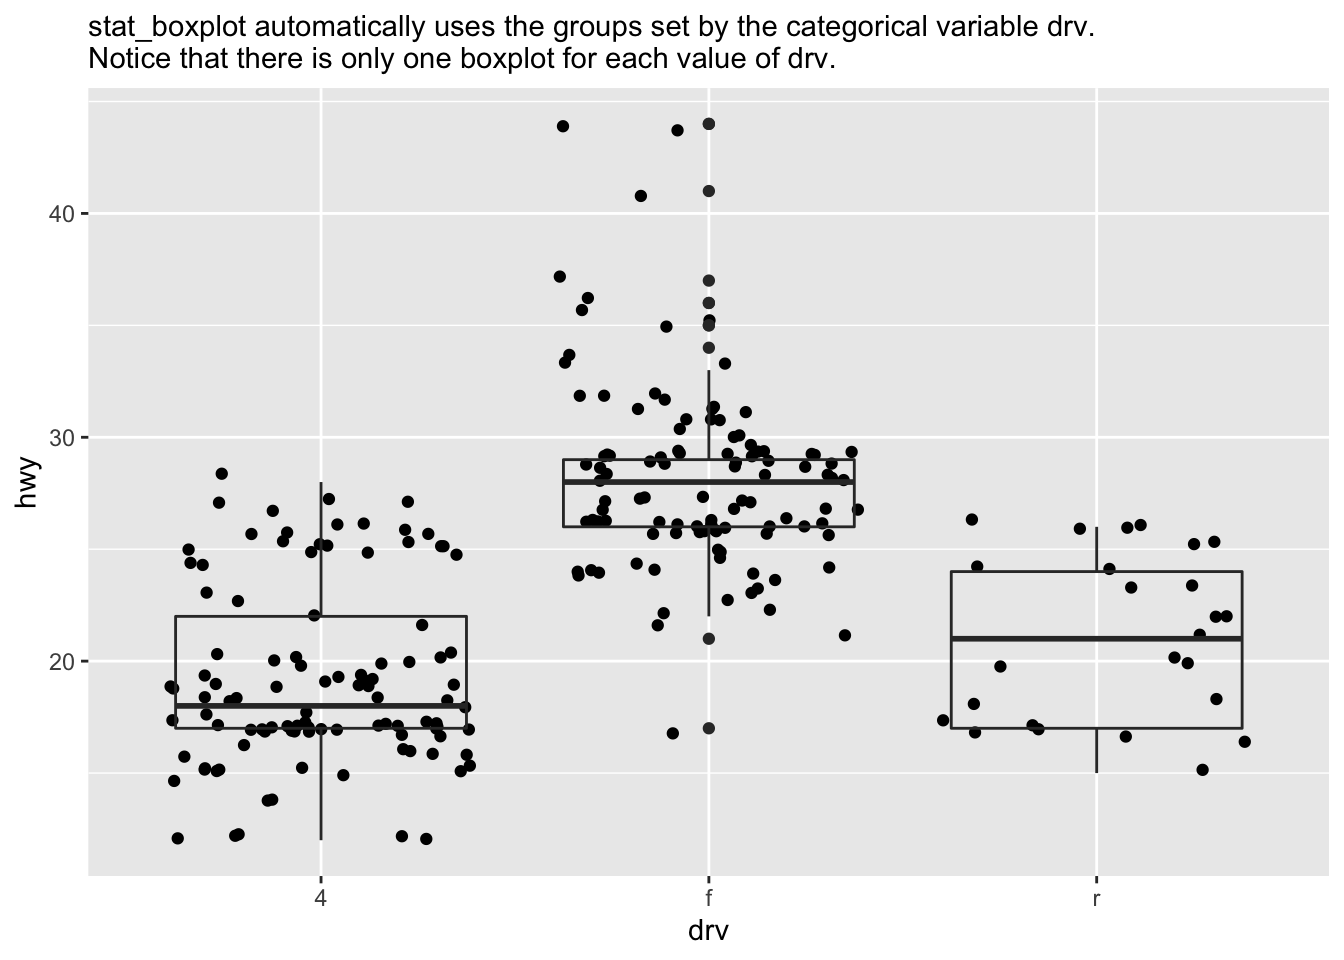 stat_boxplot automatically uses the groups set by the categorical variable drv.
Notice that there is only one boxplot for each value of drv.
40
30
20
hwy
4
f
r
drv